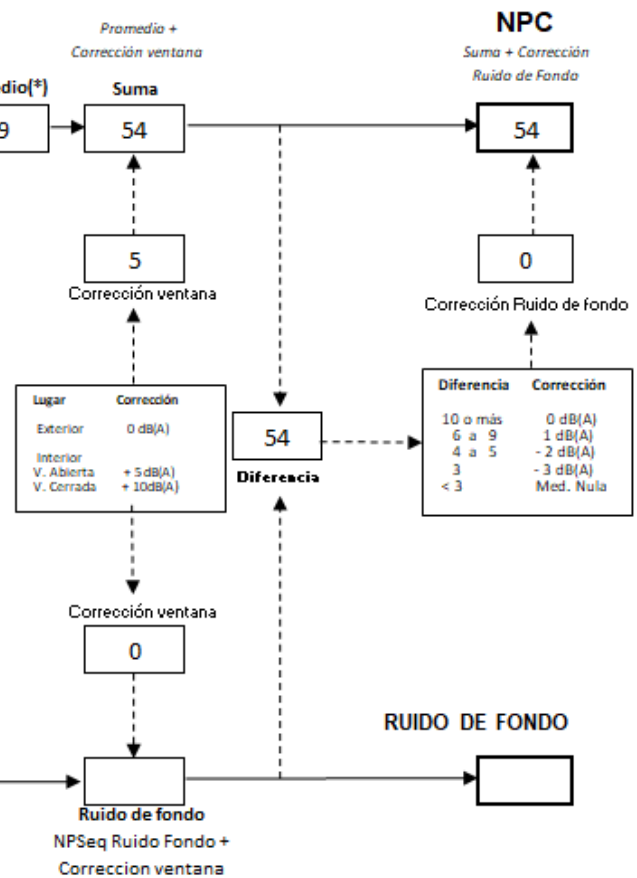 Promedio +
Corrección ventana
NPC
Suma + Corrección
Ruido de Fondo
dio(*)
Suma
9
54
54
5
Corrección ventana
0
Corrección Ruido de fondo
Lugar Corrección
Exterior 0 dB(A)
Interior
V. Abierta + 5dB(A)
V. Cerrada + 10dB(A)
54
Diferencia
Diferencia Corrección
10 o más 0 dB(A)
6 a 9 1 dB(A)
4 a 5 - 2 dB(A)
3 - 3 dB(A)
< 3 Med. Nula
Corrección ventana
0
RUIDO DE FONDO
Ruido de fondo
NPSeq Ruido Fondo +
Correccion ventana